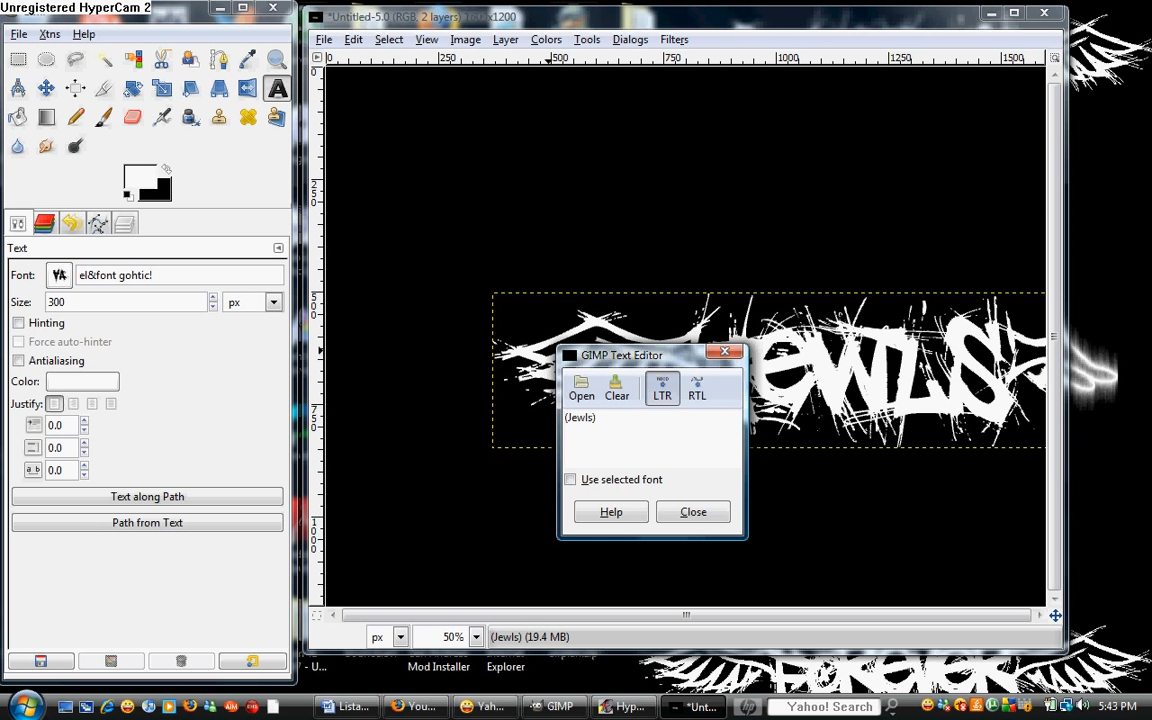 Unregistered HyperCam 2
*Untitled-5.0 (RGB, 2 layers) 1600x1200
File Xtns Help
File Edit Select View Image Layer Colors Tools Dialogs Filters
0 250 500 750 1000 1250 1500
Text
Font: el&font gohtic!
Size: 300 px
Hinting
Force auto-hinter
Antialiasing
Color:
Justify:
0.0
0.0
0.0
Text along Path
Path from Text
GIMP Text Editor
Open Clear LTR RTL
(Jewls)
Use selected font
Help Close
ewLS
px 50% (Jewls) (19.4 MB)
- U...
Mod Installer
Explorer
FOREVER
Lista... You... Yah... GIMP Hyp... *Unt... Yahoo! Search 5:43 PM